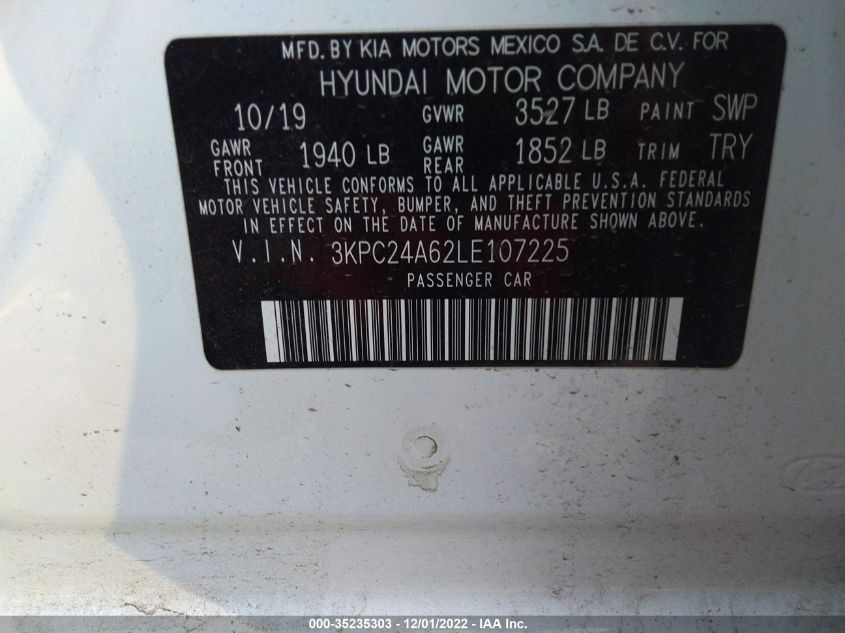 MFD. BY KIA MOTORS MEXICO S.A. DE C.V. FOR
HYUNDAI MOTOR COMPANY
10/19 GVWR 3527 LB PAINT SWP
GAWR FRONT 1940 LB GAWR REAR 1852 LB TRIM TRY
THIS VEHICLE CONFORMS TO ALL APPLICABLE U.S.A. FEDERAL
MOTOR VEHICLE SAFETY, BUMPER, AND THEFT PREVENTION STANDARDS
IN EFFECT ON THE DATE OF MANUFACTURE SHOWN ABOVE.
V.I.N. 3KPC24A62LE107225
PASSENGER CAR
000-35235303 - 12/01/2022 - IAA Inc.